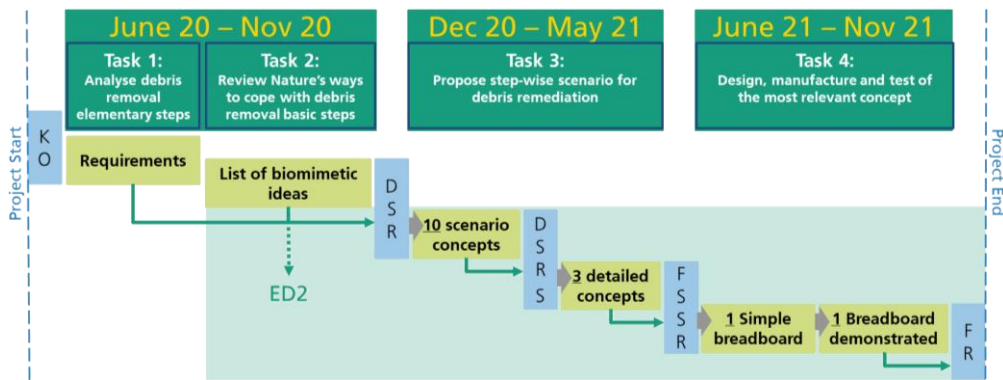 June 20 – Nov 20
Dec 20 – May 21
June 21 – Nov 21
Task 1:
Analyse debris
removal
elementary steps
Task 2:
Review Nature's ways
to cope with debris
removal basic steps
Task 3:
Propose step-wise scenario for
debris remediation
Task 4:
Design, manufacture and test of
the most relevant concept
Project Start
K
O
Requirements
List of biomimetic
ideas
ED2
D
S
R
10 scenario
concepts
D
S
R
S
3 detailed
concepts
F
S
S
R
1 Simple
breadboard
1 Breadboard
demonstrated
F
R
Project End